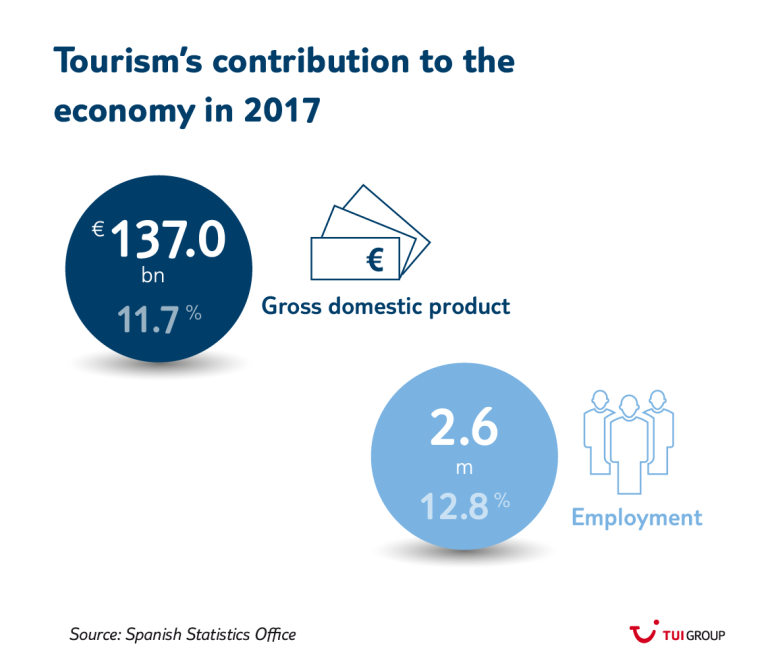 Tourism's contribution to the
economy in 2017
€ 137.0
bn
11.7 %
€
Gross domestic product
2.6
m
12.8 %
Employment
Source: Spanish Statistics Office
TUI GROUP